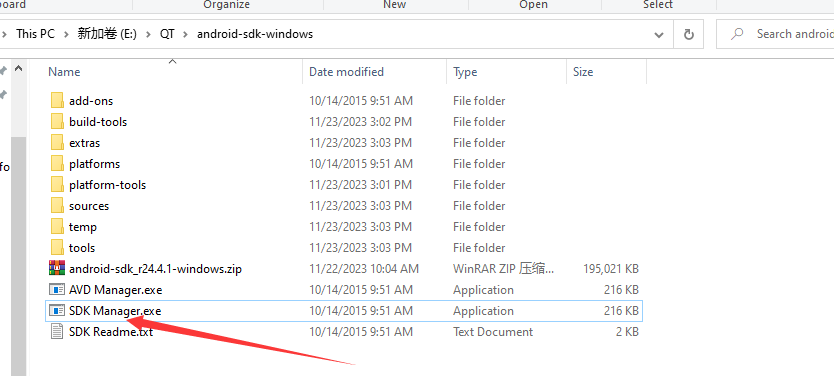 board Organize New Open Select
This PC > 新加卷 (E:) > QT > android-sdk-windows Search android
Name Date modified Type Size
add-ons 10/14/2015 9:51 AM File folder
build-tools 11/23/2023 3:02 PM File folder
extras 11/23/2023 3:03 PM File folder
fo platforms 10/14/2015 9:51 AM File folder
platform-tools 11/23/2023 3:01 PM File folder
sources 11/23/2023 3:03 PM File folder
temp 11/23/2023 3:03 PM File folder
tools 11/23/2023 3:03 PM File folder
android-sdk_r24.4.1-windows.zip 11/22/2023 10:04 AM WinRAR ZIP 压缩... 195,021 KB
AVD Manager.exe 10/14/2015 9:51 AM Application 216 KB
SDK Manager.exe 10/14/2015 9:51 AM Application 216 KB
SDK Readme.txt 10/14/2015 9:51 AM Text Document 2 KB